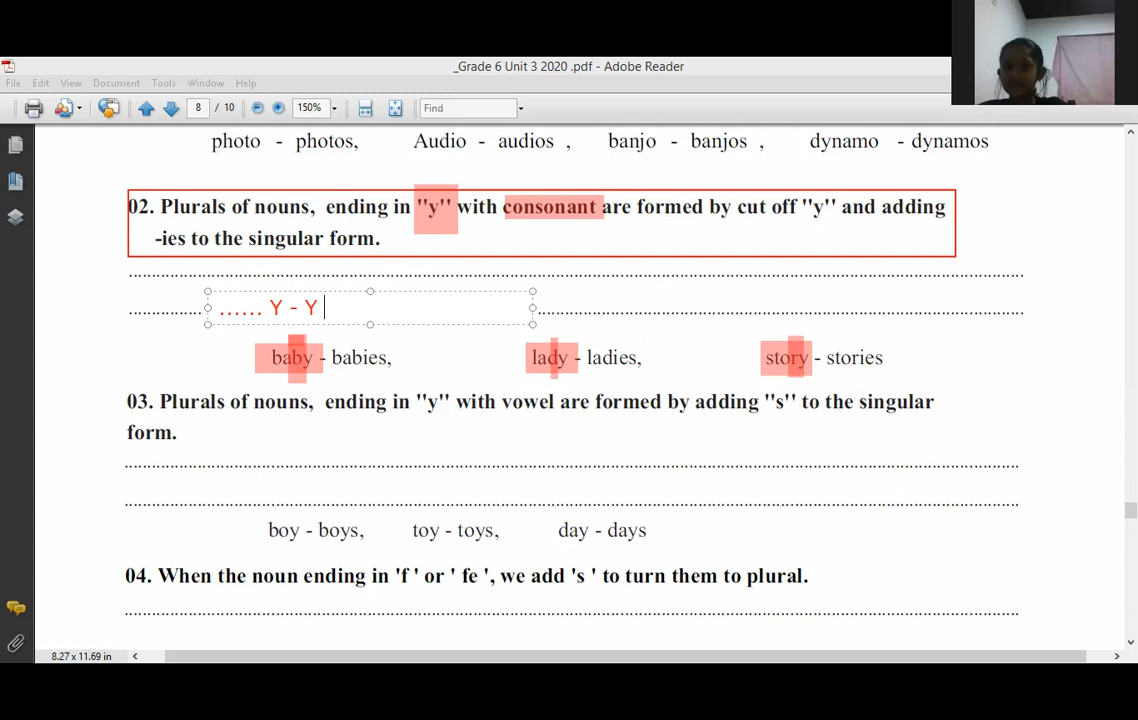 _Grade 6 Unit 3 2020 .pdf - Adobe Reader
File Edit View Document Tools Window Help
8 / 10 150% Find
photo - photos, Audio - audios , banjo - banjos , dynamo - dynamos
02. Plurals of nouns, ending in "y" with consonant are formed by cut off "y" and adding
-ies to the singular form.
...... Y - Y
baby - babies, lady - ladies, story - stories
03. Plurals of nouns, ending in "y" with vowel are formed by adding "s" to the singular
form.
boy - boys, toy - toys, day - days
04. When the noun ending in 'f ' or ' fe ', we add 's ' to turn them to plural.
8.27 x 11.69 in